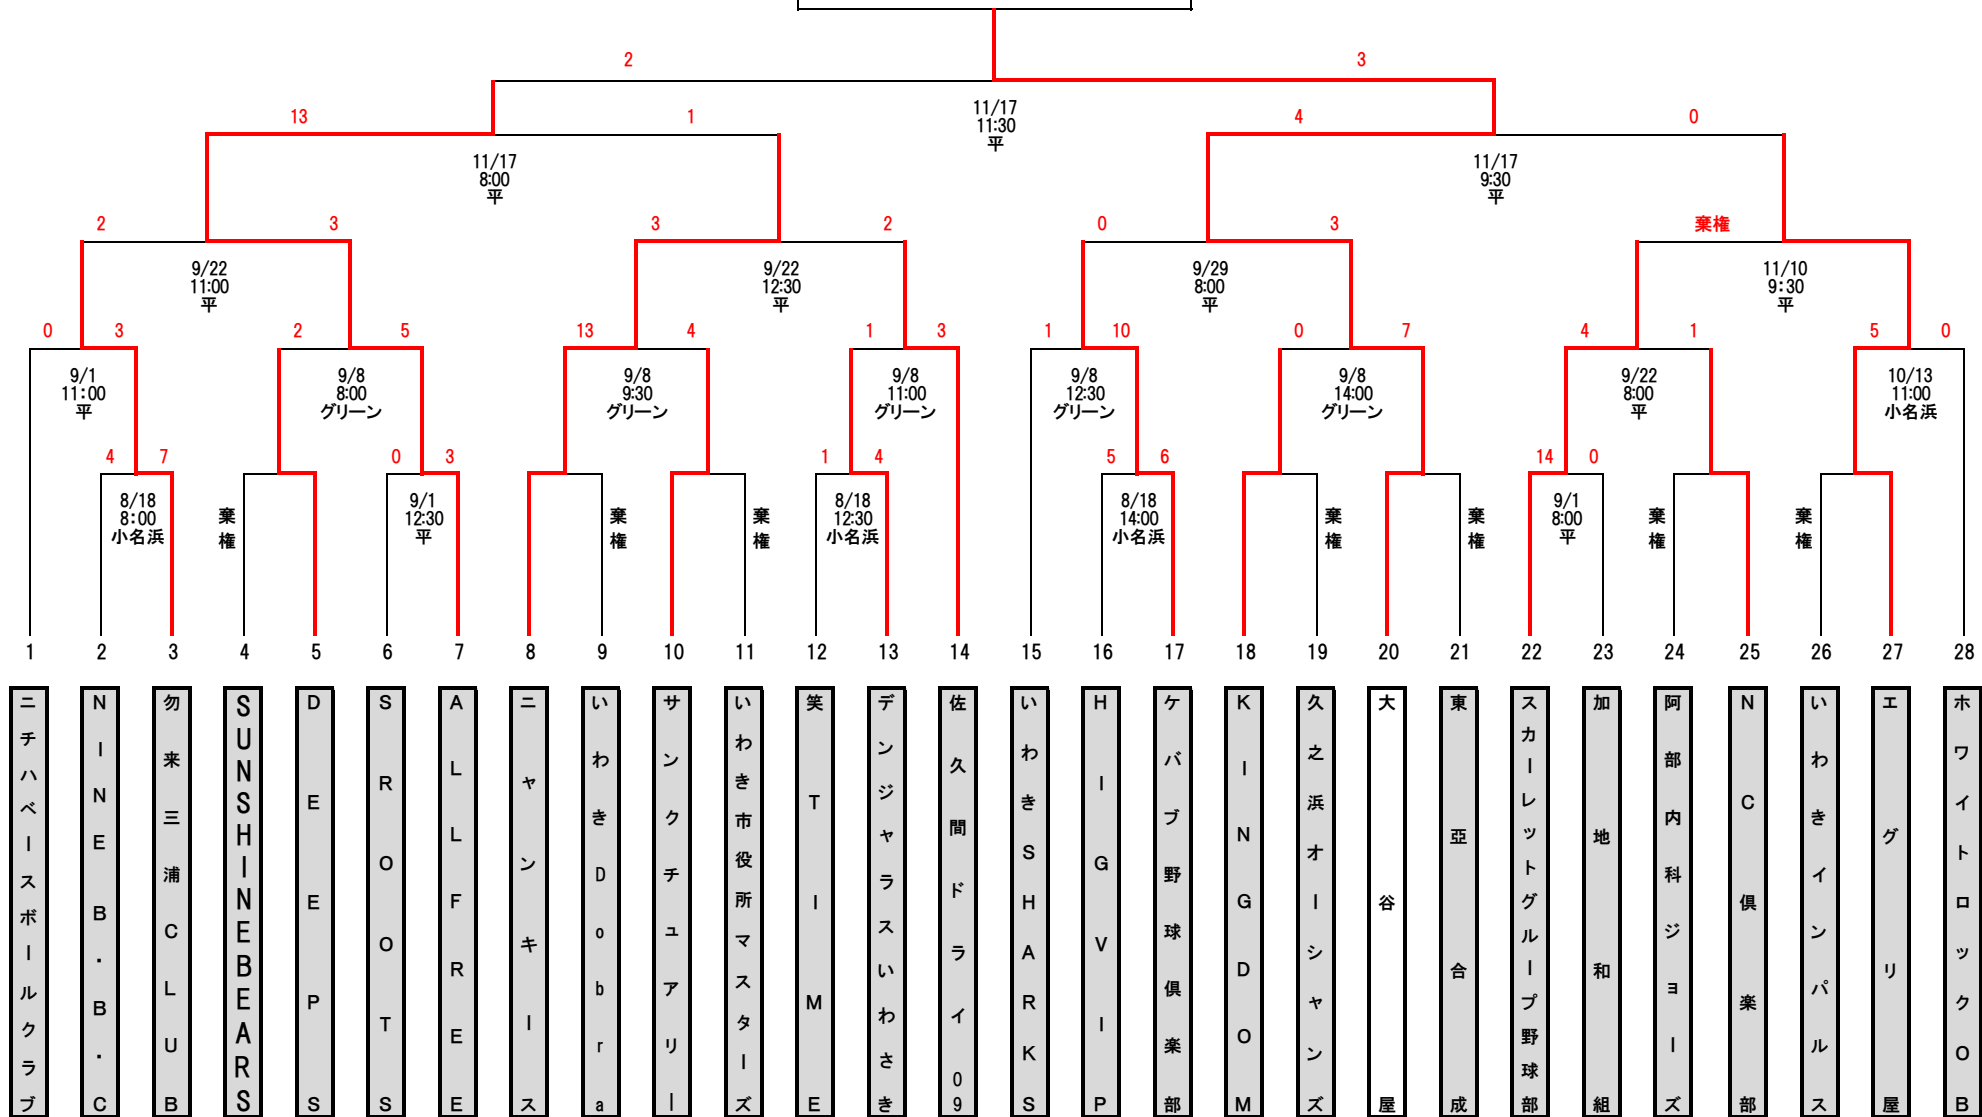 2 3
11/17
11:30
平
13 1 4 0
11/17
8:00
平
11/17
9:30
平
2 3 3 2 0 3 棄権
9/22
11:00
平
9/22
12:30
平
9/29
8:00
平
11/10
9:30
0 3 2 5 13 4 1 3 1 10 0 7 4 1 5 0
9/1
11:00
平
9/8
8:00
グリーン
9/8
9:30
グリーン
9/8
11:00
グリーン
9/8
12:30
グリーン
9/8
14:00
グリーン
9/22
8:00
平
10/13
11:00
小名浜
4 7 0 3 1 4 5 6 14 0
8/18
8:00
小名浜
棄権
9/1
12:30
平
棄権
棄権
8/18
12:30
小名浜
8/18
14:00
小名浜
棄権
棄権
9/1
8:00
平
棄権
棄権
1 2 3 4 5 6 7 8 9 10 11 12 13 14 15 16 17 18 19 20 21 22 23 24 25 26 27 28
ニチハベースボールクラブ
NINE B.B.C
勿来三浦CLUB
SUNSHINEBEARS
DEEPS
SROOTS
ALLFREE
ニャンキース
いわきDobra
サンクチュアリー
いわき市役所マスターズ
笑TIME
デンジャラスいわさき
佐久間ドライ09
いわきSHARKS
HIGVIP
ケバブ野球倶楽部
KINGDOM
久之浜オーシャンズ
大谷屋
東亞合成
スカーレットグループ野球部
加地和組
阿部内科ジョーズ
NC倶楽部
いわきインパルス
エグリ屋
ホワイトロックOB